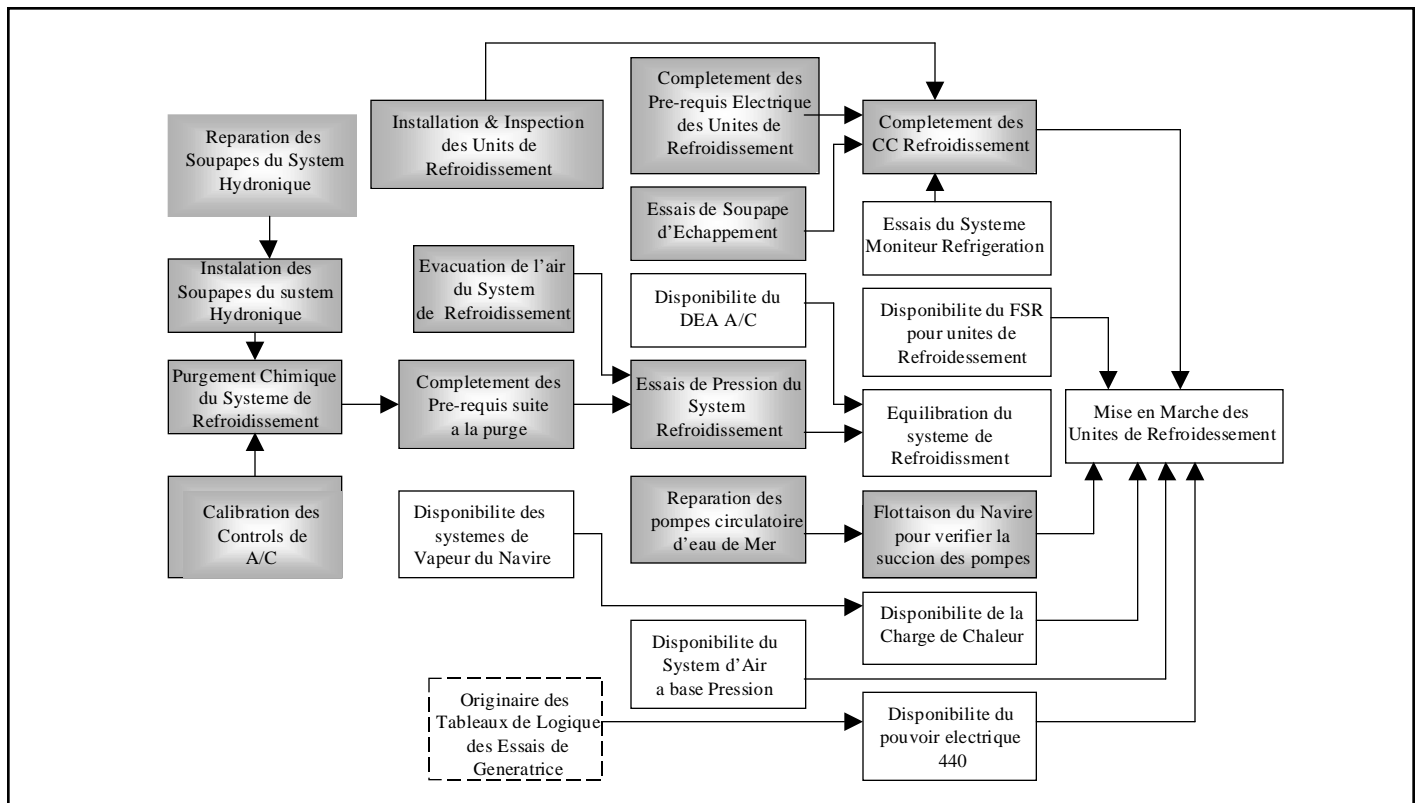 Completement des
Pre-requis Electrique
des Unites de
Refroidissement
Installation & Inspection
des Units de
Refroidissement
Completement des
CC Refroidissement
Reparation des
Soupapes du System
Hydronique
Essais de Soupape
d’Echappement
Essais du Systeme
Moniteur Refrigeration
Instalation des
Soupapes du sustem
Hydronique
Evacuation de l’air
du System
de Refroidissement
Disponibilite du
DEA A/C
Disponibilite du FSR
pour unites de
Refroidessement
Purgement Chimique
du Systeme de
Refroidissement
Completement des
Pre-requis suite
a la purge
Essais de Pression du
System
Refroidissement
Equilibration du
systeme de
Refroidissment
Mise en Marche des
Unites de Refroidessement
Calibration des
Controls de
A/C
Disponibilite des
systemes de
Vapeur du Navire
Reparation des
pompes circulatoire
d’eau de Mer
Flottaison du Navire
pour verifier la
succion des pompes
Disponibilite de la
Charge de Chaleur
Disponibilite du
System d’Air
a base Pression
Originaire des
Tableaux de Logique
des Essais de
Generatrice
Disponibilite du
pouvoir electrique
440